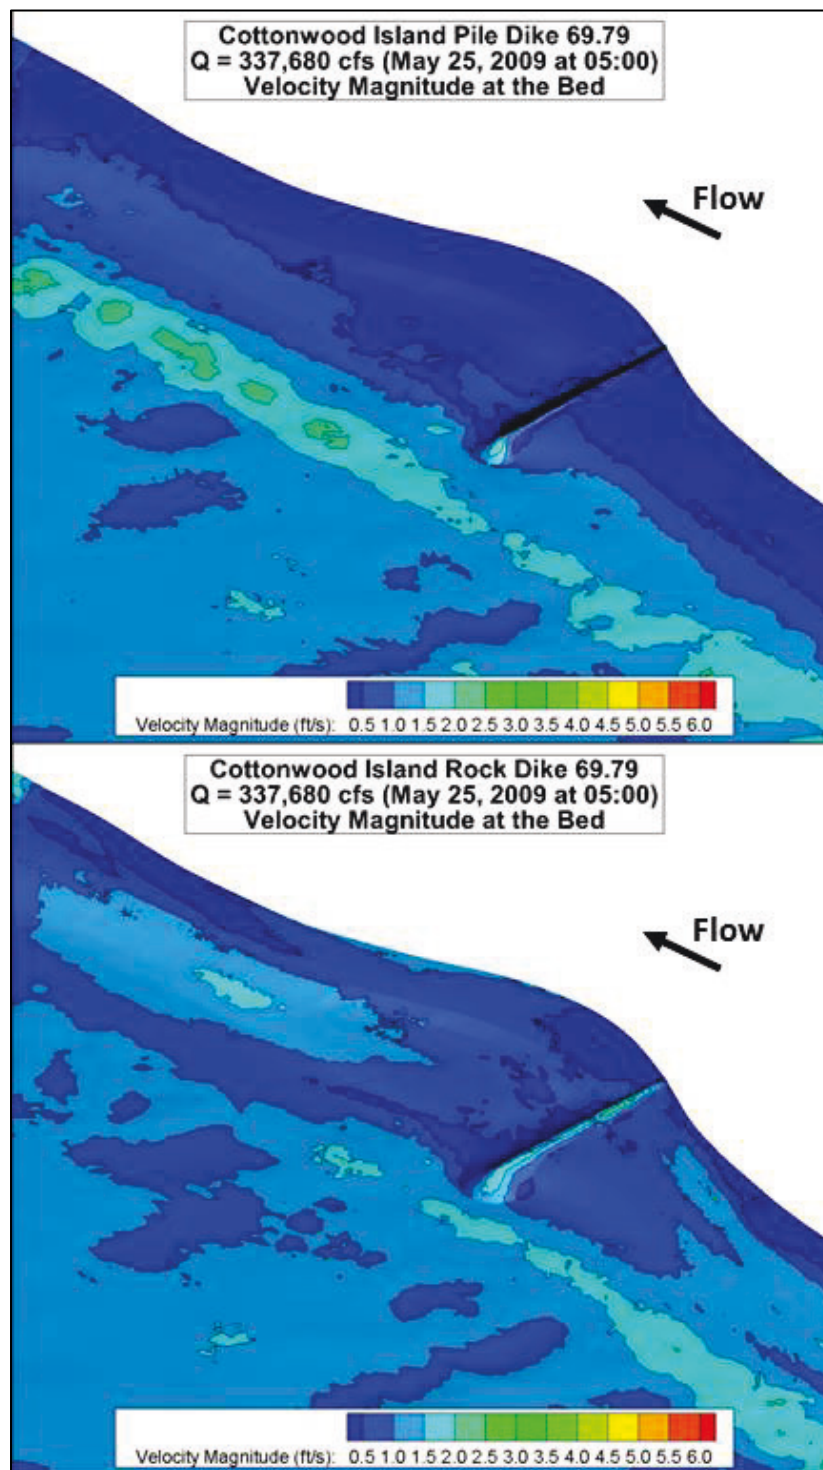 Cottonwood Island Pile Dike 69.79
Q = 337,680 cfs (May 25, 2009 at 05:00)
Velocity Magnitude at the Bed
Flow
Velocity Magnitude (ft/s): 0.5 1.0 1.5 2.0 2.5 3.0 3.5 4.0 4.5 5.0 5.5 6.0
Cottonwood Island Rock Dike 69.79
Q = 337,680 cfs (May 25, 2009 at 05:00)
Velocity Magnitude at the Bed
Flow
Velocity Magnitude (ft/s): 0.5 1.0 1.5 2.0 2.5 3.0 3.5 4.0 4.5 5.0 5.5 6.0